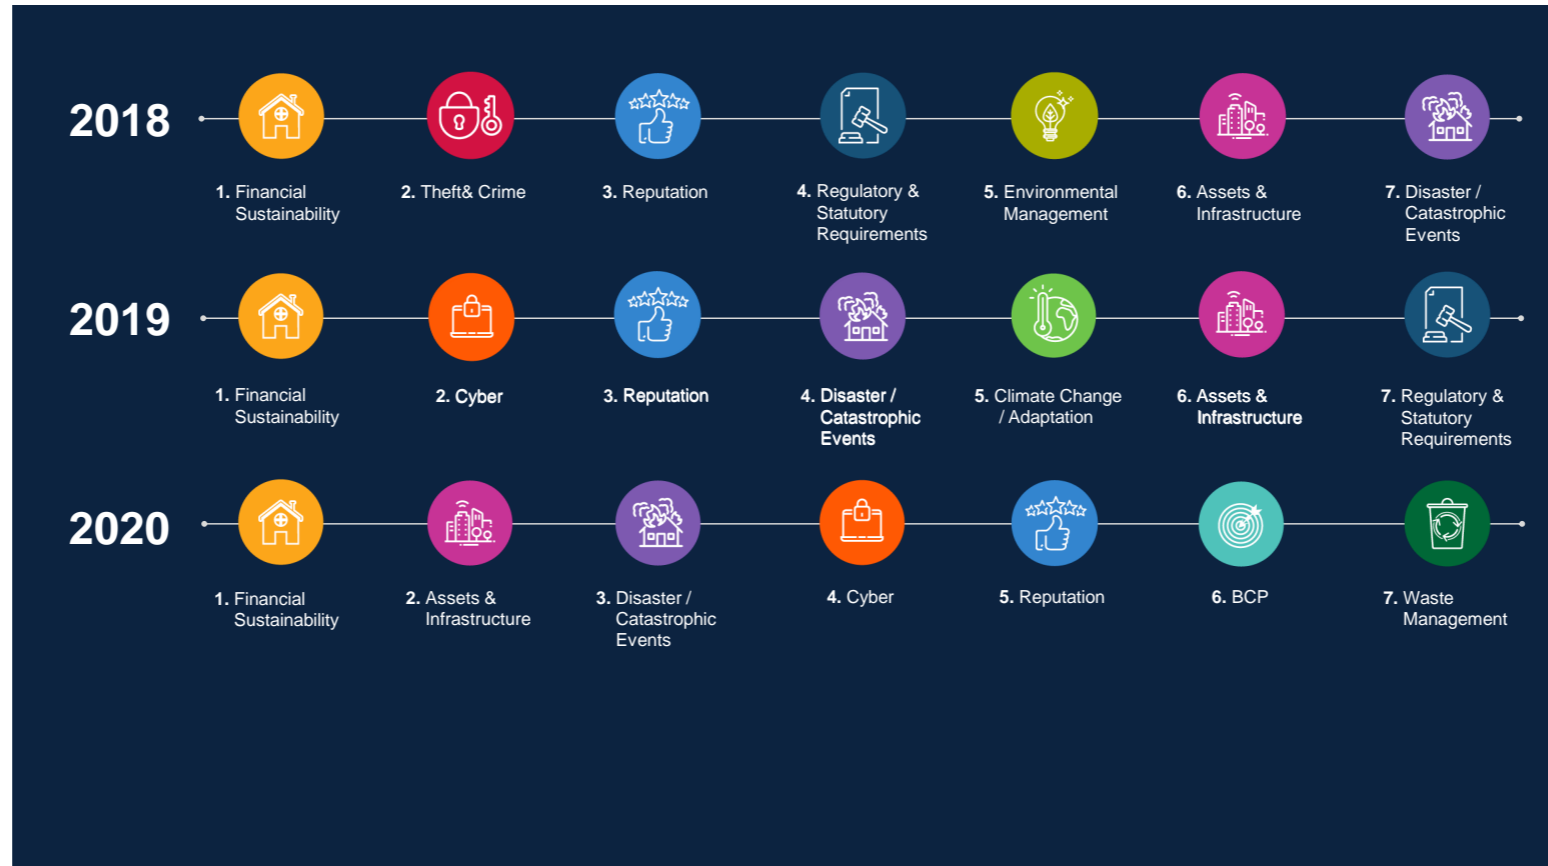 2018
1. Financial
Sustainability
2. Theft& Crime
3. Reputation
4. Regulatory &
Statutory
Requirements
5. Environmental
Management
6. Assets &
Infrastructure
7. Disaster /
Catastrophic
Events
2019
1. Financial
Sustainability
2. Cyber
3. Reputation
4. Disaster /
Catastrophic
Events
5. Climate Change
/ Adaptation
6. Assets &
Infrastructure
7. Regulatory &
Statutory
Requirements
2020
1. Financial
Sustainability
2. Assets &
Infrastructure
3. Disaster /
Catastrophic
Events
4. Cyber
5. Reputation
6. BCP
7. Waste
Management